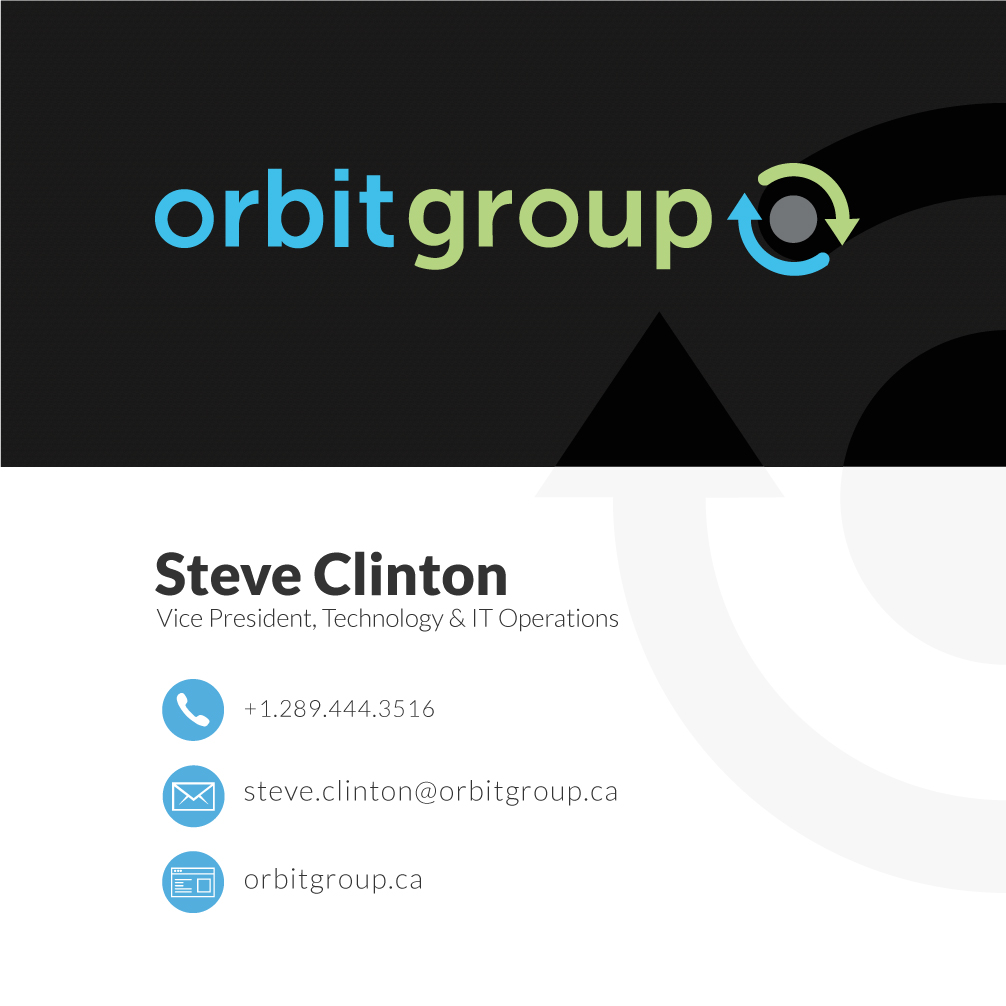 orbitgroup
Steve Clinton
Vice President, Technology & IT Operations
+1.289.444.3516
steve.clinton@orbitgroup.ca
orbitgroup.ca